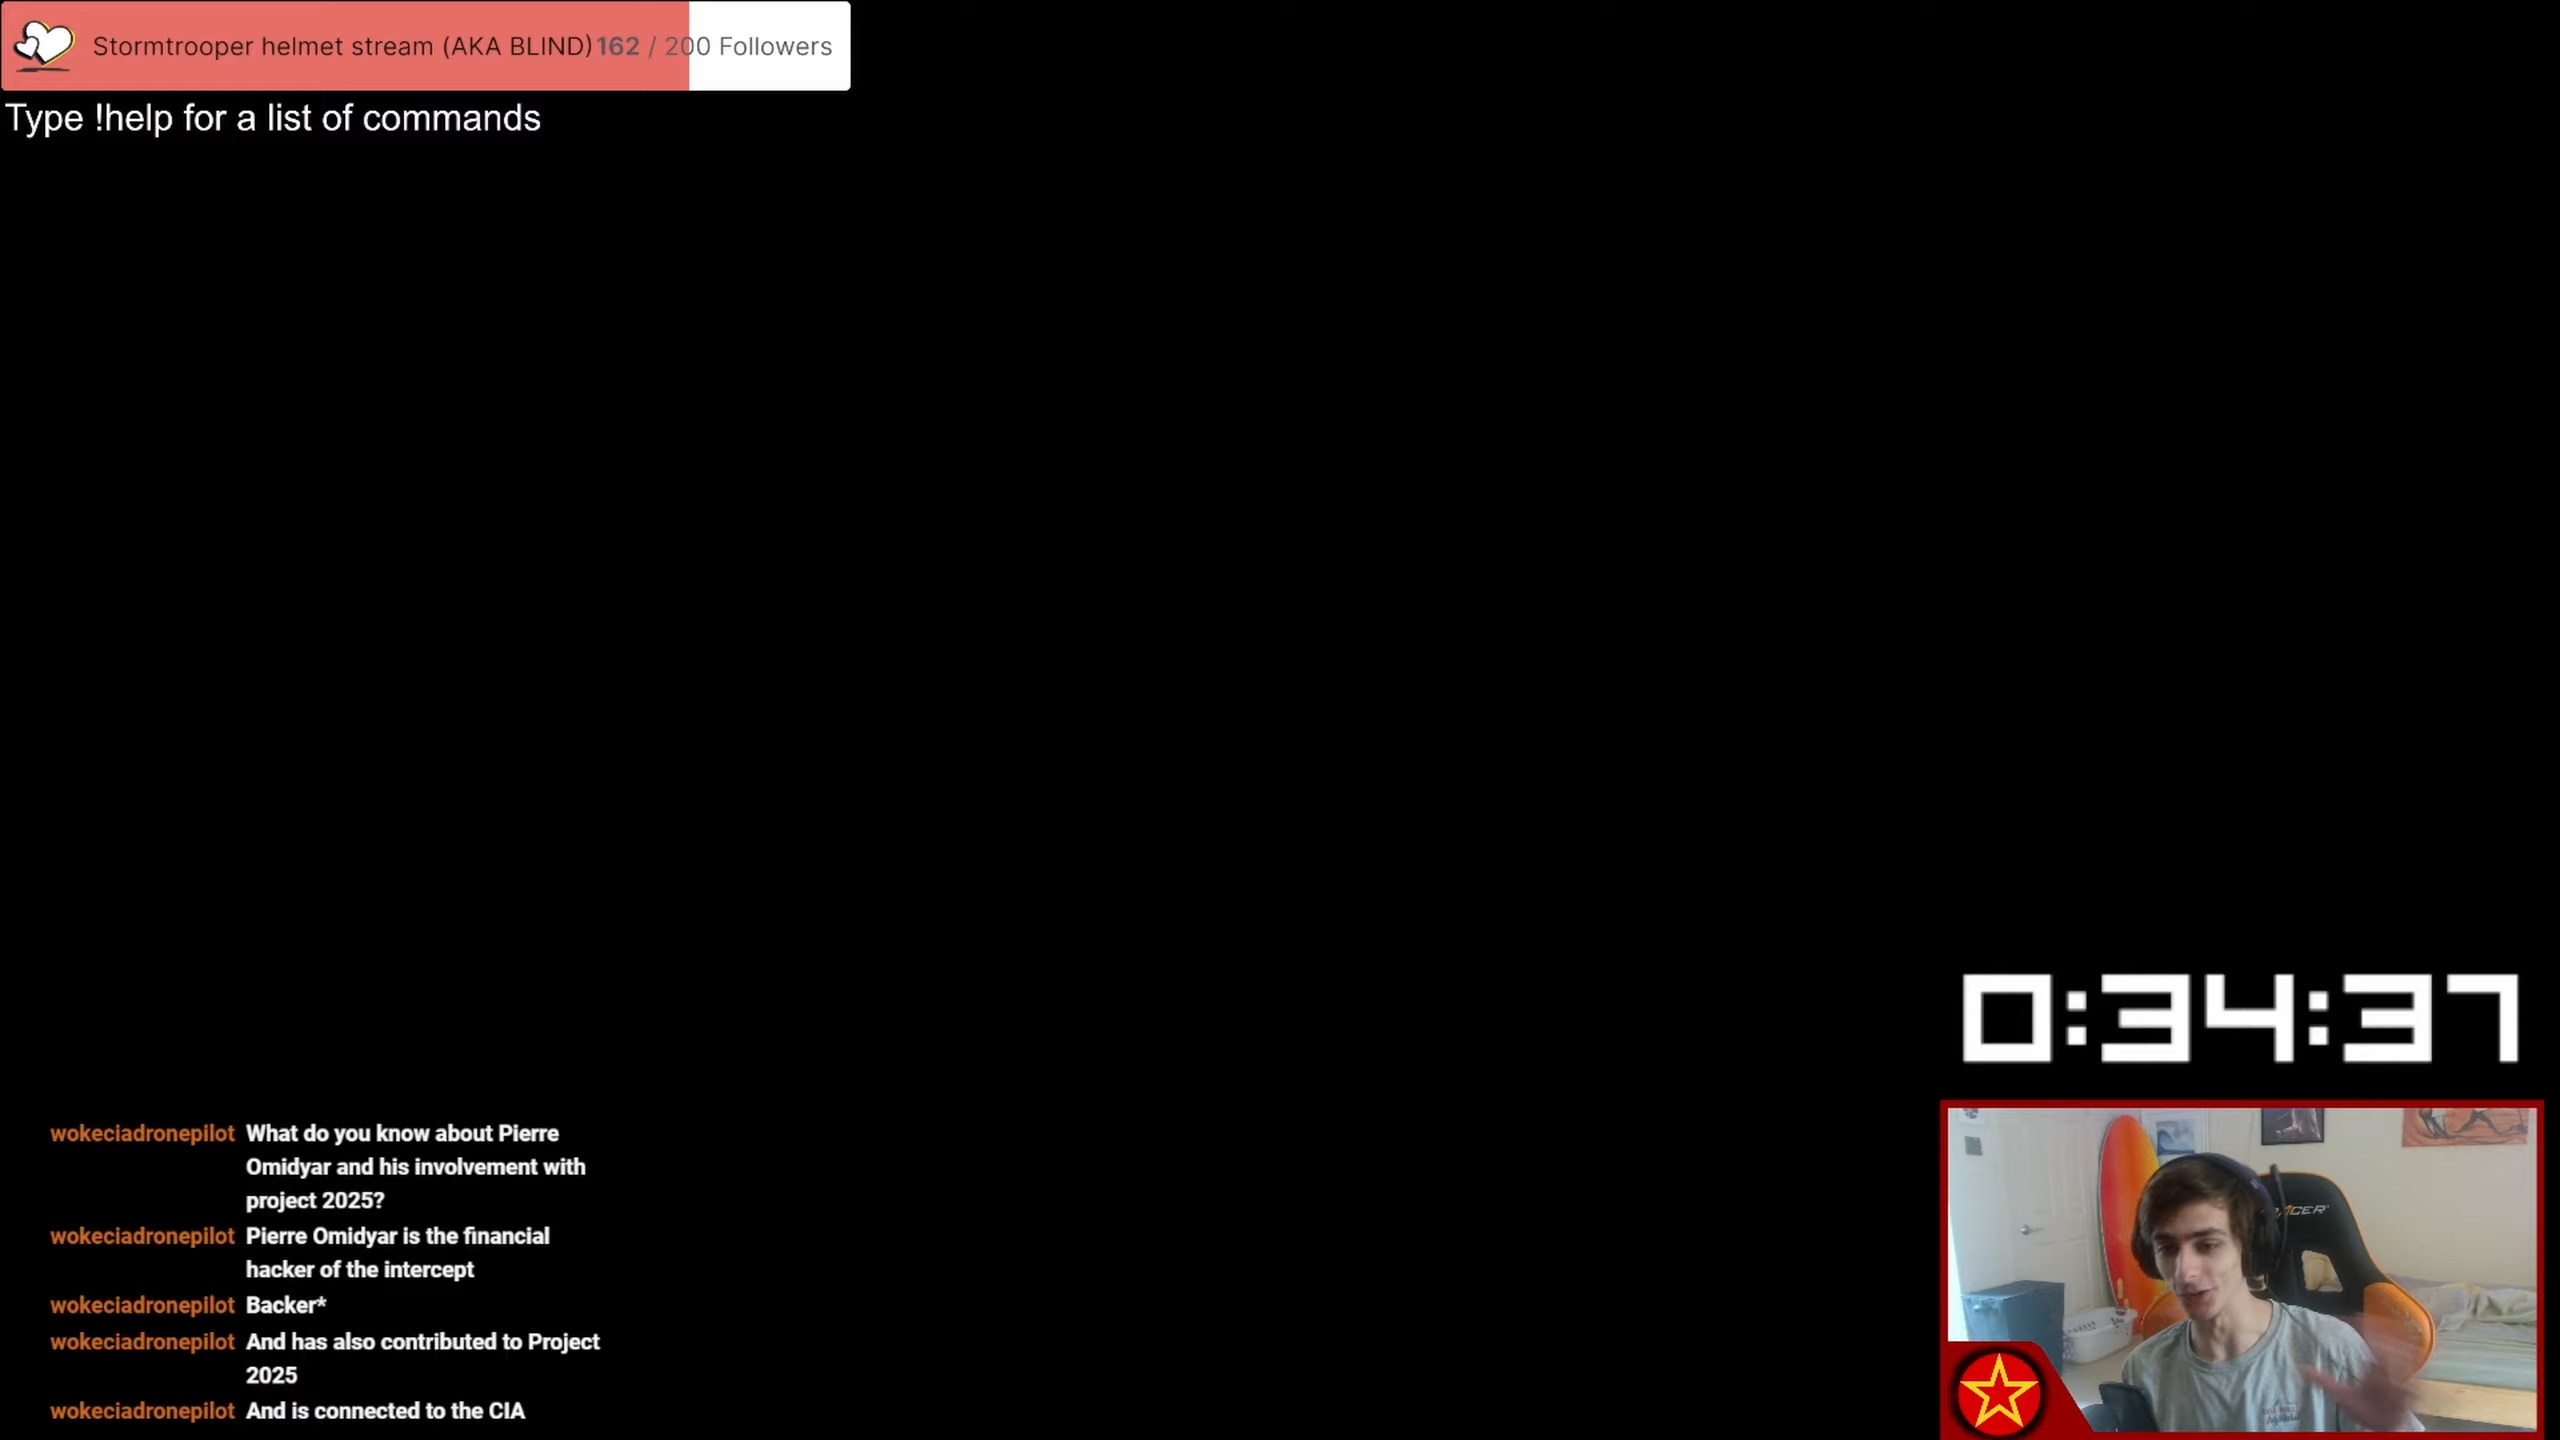 Stormtrooper helmet stream (AKA BLIND) 162 / 200 Followers
Type !help for a list of commands
0:34:37
wokeciadronepilot What do you know about Pierre
Omidyar and his involvement with
project 2025?
wokeciadronepilot Pierre Omidyar is the financial
hacker of the intercept
wokeciadronepilot Backer*
wokeciadronepilot And has also contributed to Project
2025
wokeciadronepilot And is connected to the CIA